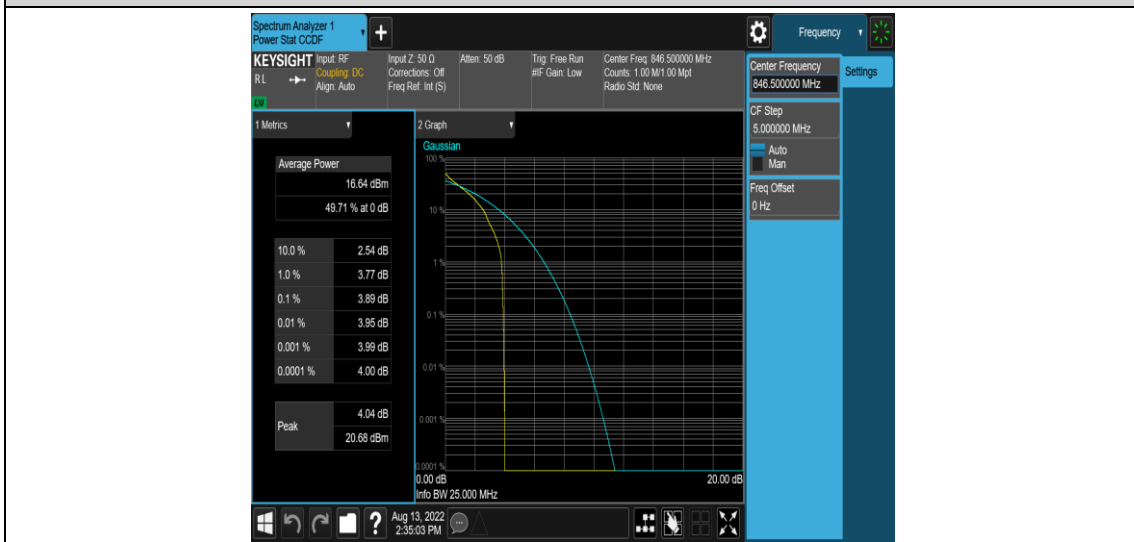 Spectrum Analyzer 1
Power Stat CCDF
Frequency
KEYSIGHT
RL
Input: RF
Coupling: DC
Align: Auto
Input Z: 50 Ω
Corrections: Off
Freq Ref: Int (S)
Atten: 50 dB
Trig: Free Run
#IF Gain: Low
Center Freq: 846.500000 MHz
Counts: 1.00 M/1.00 Mpt
Radio Std: None
Center Frequency
846.500000 MHz
Settings
CF Step
5.000000 MHz
Auto
Man
Freq Offset
0 Hz
1 Metrics
Average Power
16.64 dBm
49.71 % at 0 dB
10.0 % 2.54 dB
1.0 % 3.77 dB
0.1 % 3.89 dB
0.01 % 3.95 dB
0.001 % 3.99 dB
0.0001 % 4.00 dB
Peak
4.04 dB
20.68 dBm
2 Graph
Gaussian
100 %
10 %
1 %
0.1 %
0.01 %
0.001 %
0.0001 %
0.00 dB
20.00 dB
Info BW 25.000 MHz
Aug 13, 2022
2:35:03 PM